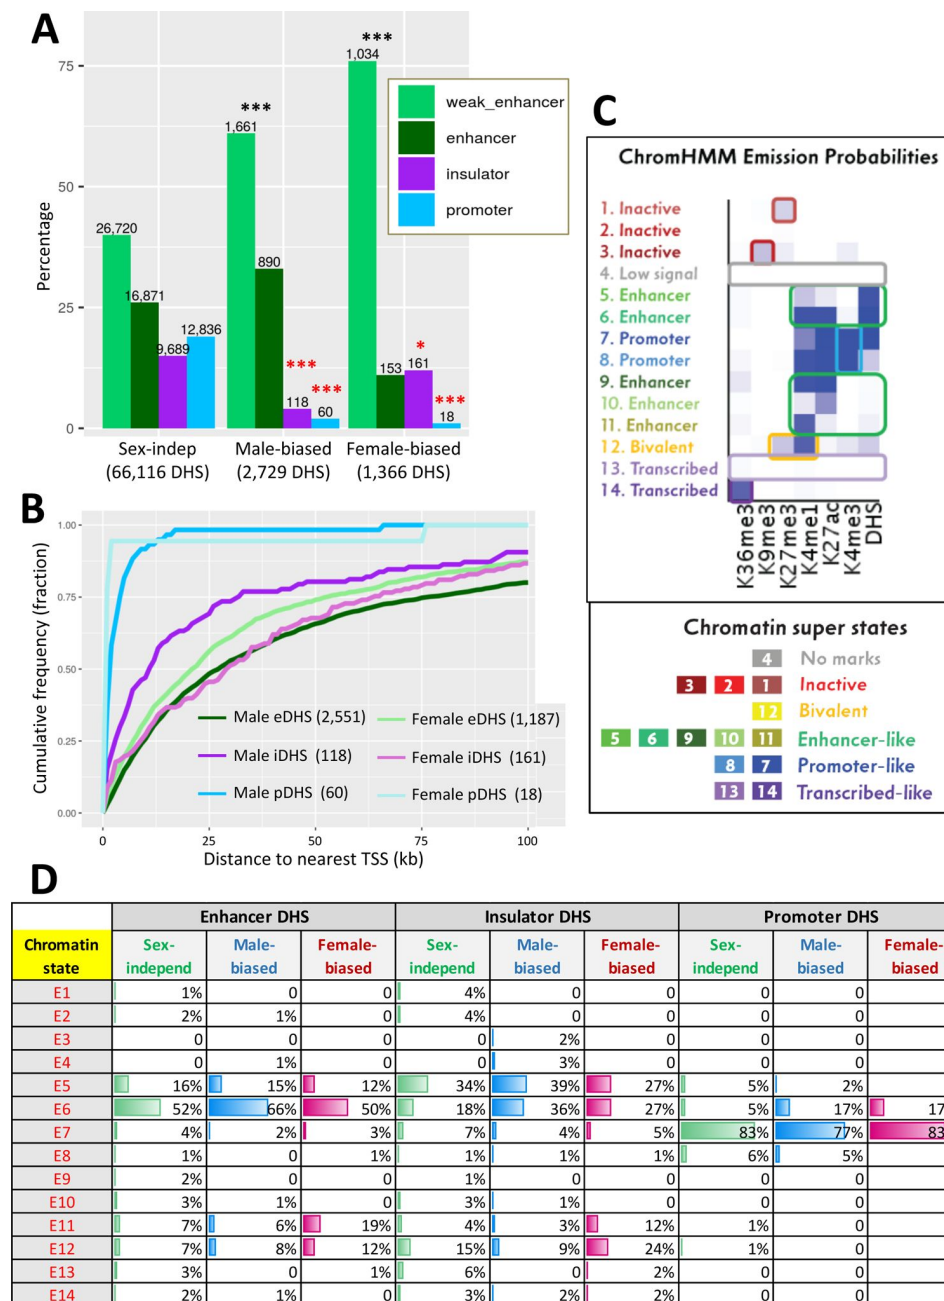 A
75
50
25
0
Percentage
1,034
***
1,661
***
26,720
16,871
9,689
12,836
890
118
***
60
***
153
161
*
18
***
weak_enhancer
enhancer
insulator
promoter
Sex-indep Male-biased Female-biased
(66,116 DHS) (2,729 DHS) (1,366 DHS)
B
1.00
0.75
0.50
0.25
0.00
Cumulative frequency (fraction)
Male eDHS (2,551) Female eDHS (1,187)
Male iDHS (118) Female iDHS (161)
Male pDHS (60) Female pDHS (18)
0 25 50 75 100
Distance to nearest TSS (kb)
C
ChromHMM Emission Probabilities
1. Inactive
2. Inactive
3. Inactive
4. Low signal
5. Enhancer
6. Enhancer
7. Promoter
8. Promoter
9. Enhancer
10. Enhancer
11. Enhancer
12. Bivalent
13. Transcribed
14. Transcribed
K36me3
K9me3
K27me3
K4me1
K27ac
K4me3
DHS
Chromatin super states
4 No marks
3 2 1 Inactive
12 Bivalent
5 6 9 10 11 Enhancer-like
8 7 Promoter-like
13 14 Transcribed-like
D
Enhancer DHS Insulator DHS Promoter DHS
Chromatin state Sex-independ Male-biased Female-biased Sex-independ Male-biased Female-biased Sex-independ Male-biased Female-biased
E1 1% 0 0 4% 0 0 0 0
E2 2% 1% 0 4% 0 0 0 0
E3 0 0 0 0 2% 0 0 0
E4 0 1% 0 0 3% 0 0 0
E5 16% 15% 12% 34% 39% 27% 5% 2%
E6 52% 66% 50% 18% 36% 27% 5% 17% 17
E7 4% 2% 3% 7% 4% 5% 83% 77% 83
E8 1% 0 1% 1% 1% 1% 6% 5%
E9 2% 0 0 1% 0 0 0 0
E10 3% 1% 0 3% 1% 0 0 0
E11 7% 6% 19% 4% 3% 12% 1% 0
E12 7% 8% 12% 15% 9% 24% 1% 0
E13 3% 0 1% 6% 0 2% 0 0
E14 2% 1% 0 3% 2% 2% 0 0